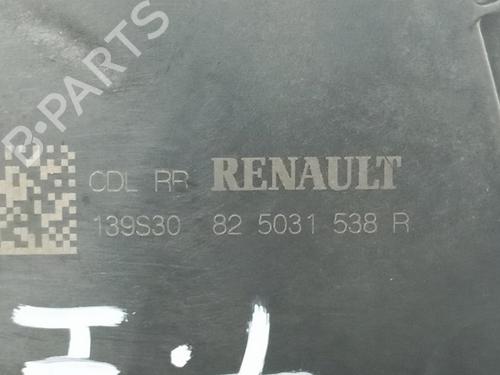 B-PARTS
CDL RR RENAULT
139S30 82 5031 538 R